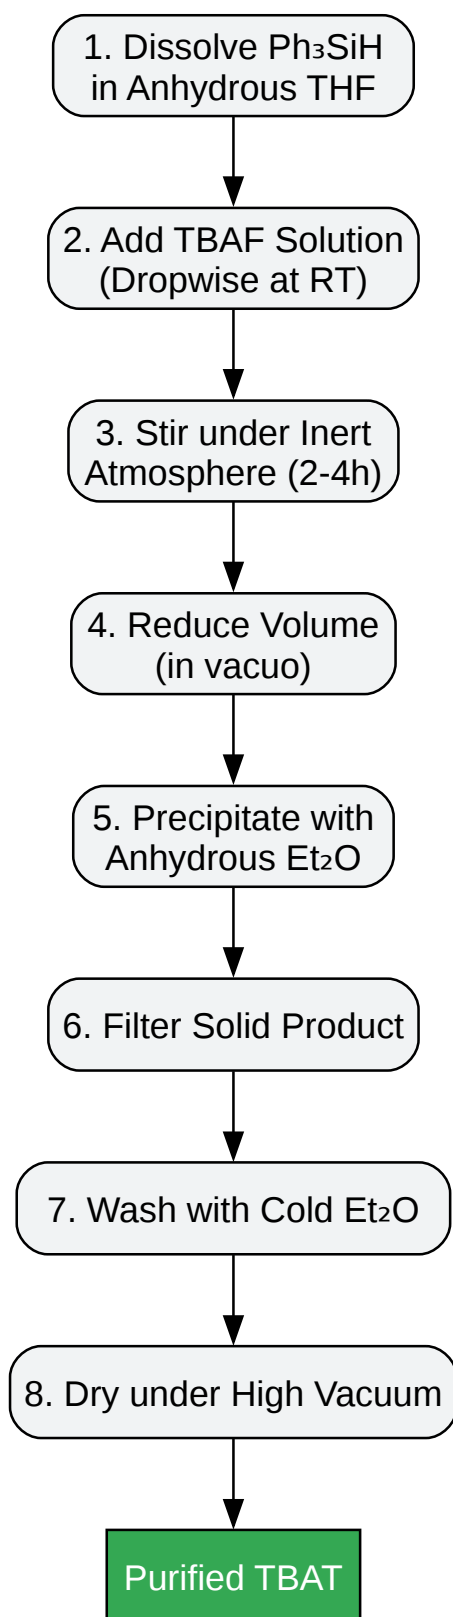 1. Dissolve Ph₃SiH
in Anhydrous THF
2. Add TBAF Solution
(Dropwise at RT)
3. Stir under Inert
Atmosphere (2-4h)
4. Reduce Volume
(in vacuo)
5. Precipitate with
Anhydrous Et₂O
6. Filter Solid Product
7. Wash with Cold Et₂O
8. Dry under High Vacuum
Purified TBAT